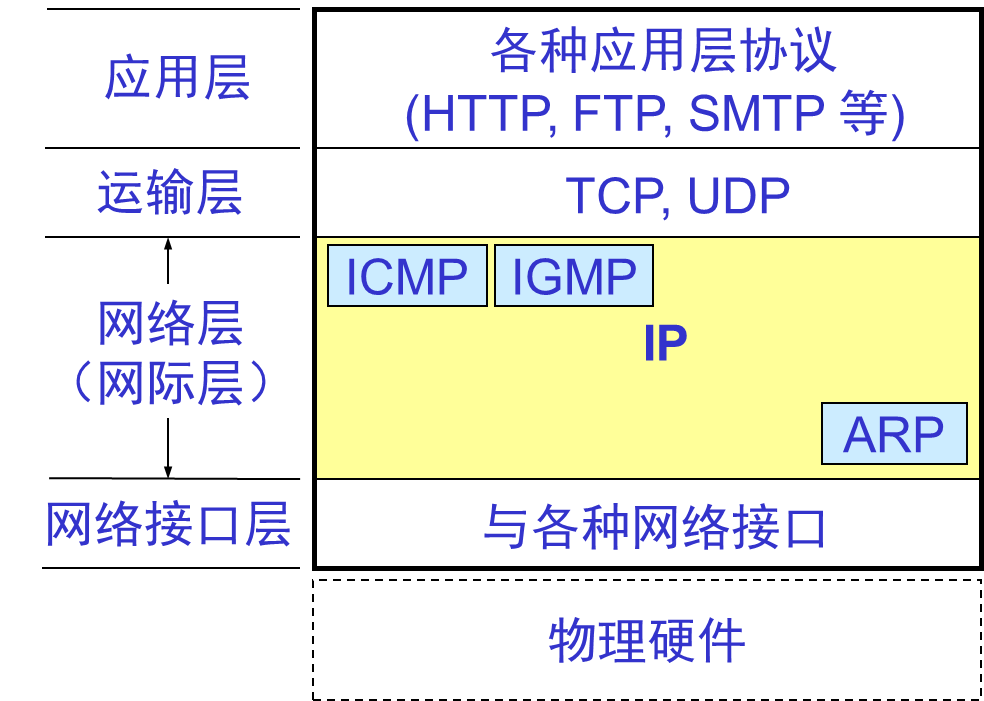 应用层
各种应用层协议
(HTTP, FTP, SMTP 等)
运输层
TCP, UDP
ICMP
IGMP
网络层
（网际层）
IP
ARP
网络接口层
与各种网络接口
物理硬件